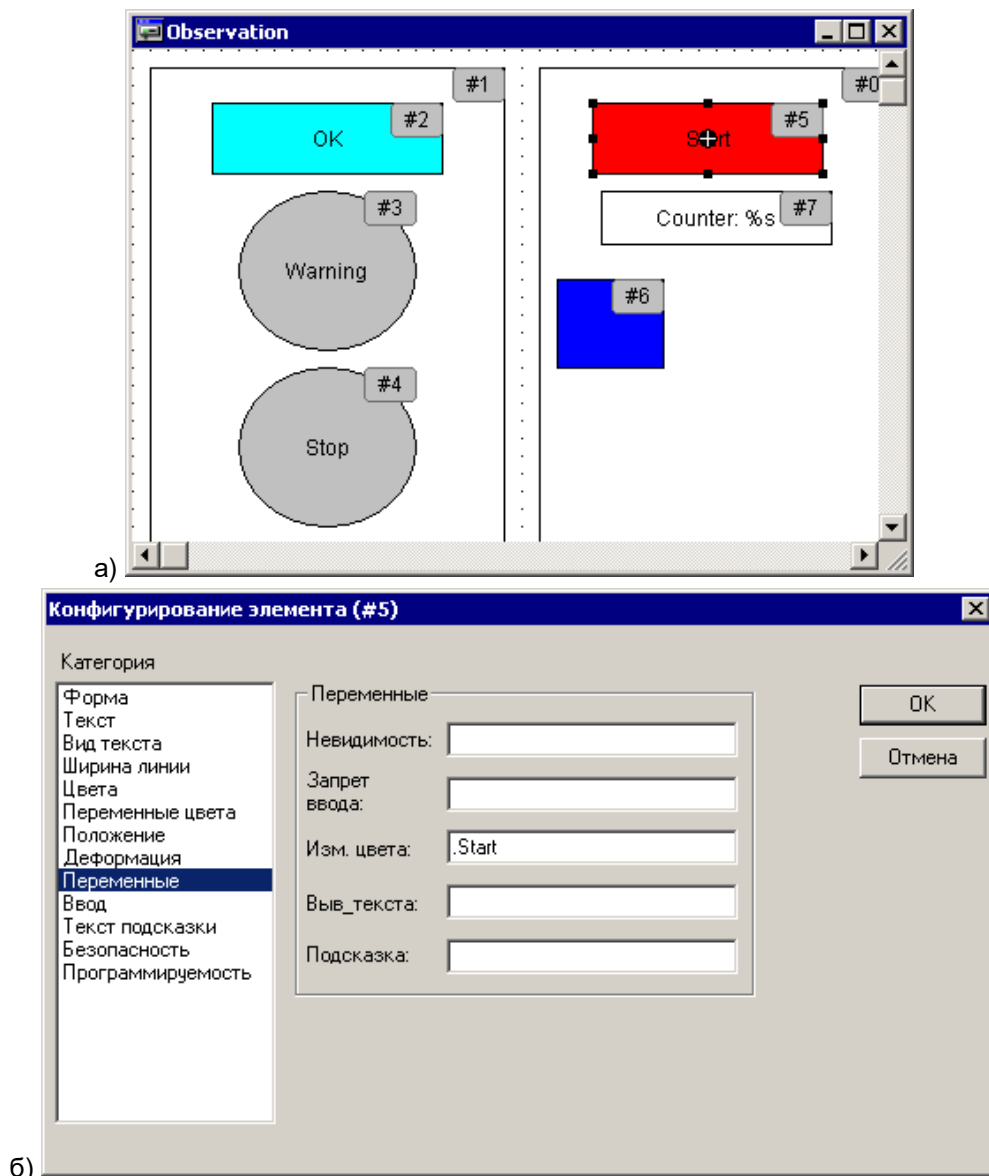 Observation
#1
#0
#2
OK
#5
Start
#3
Warning
#7
Counter: %s
#6
#4
Stop
а)
Конфигурирование элемента (#5)
Категория
Форма
Текст
Вид текста
Ширина линии
Цвета
Переменные цвета
Положение
Деформация
Переменные
Ввод
Текст подсказки
Безопасность
Программируемость
Переменные
Невидимость:
Запрет
ввода:
Изм. цвета: .Start
Выв_текста:
Подсказка:
OK
Отмена
б)